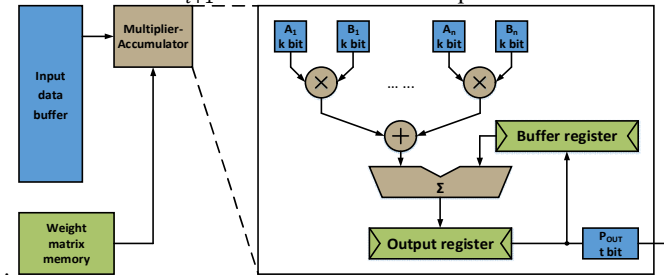 Input
data
buffer
Multiplier-
Accumulator
Weight
matrix
memory
A1
k bit
B1
k bit
An
k bit
Bn
k bit
×
... ...
×
+
Buffer register
Σ
Output register
POUT
t bit